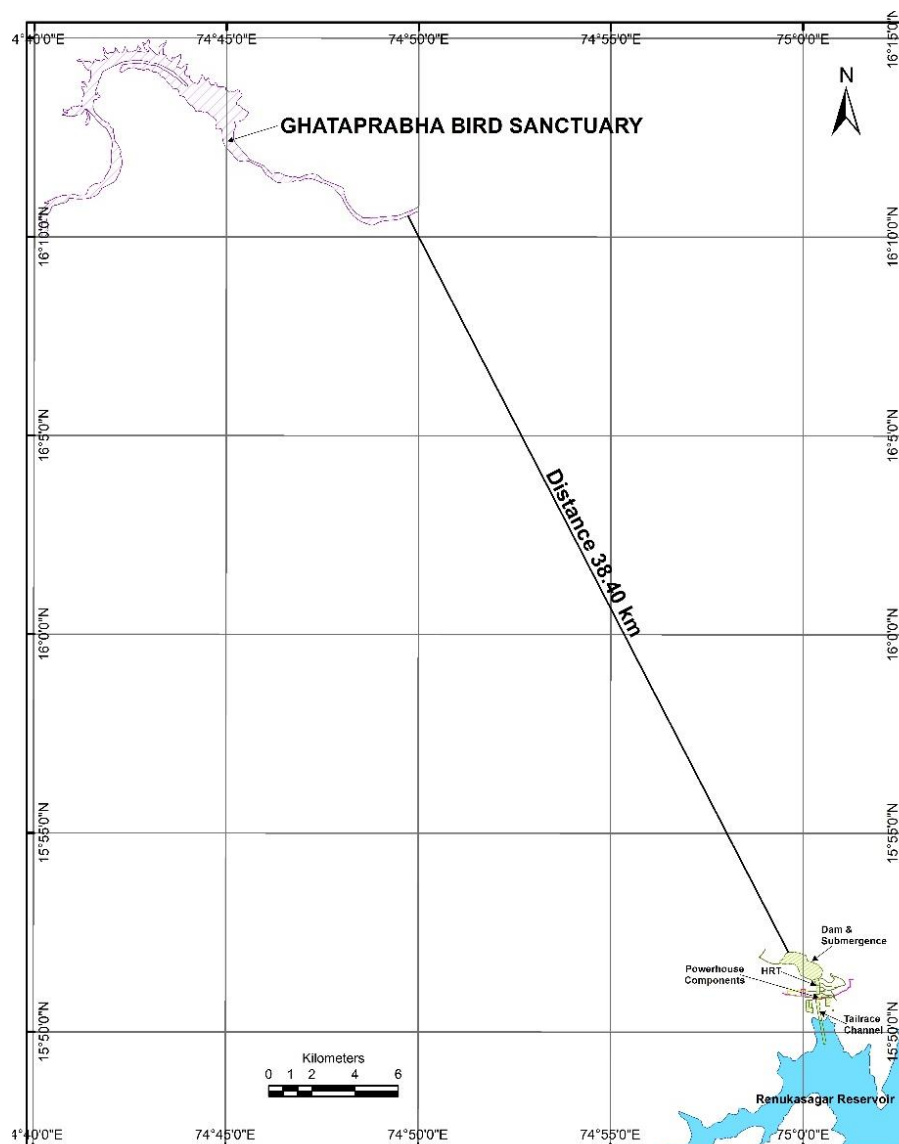 4°40'0"E 74°45'0"E 74°50'0"E 74°55'0"E 75°0'0"E
16°15'0"N
N
GHATAPRABHA BIRD SANCTUARY
16°10'0"N 16°10'0"N
16°5'0"N 16°5'0"N
Distance 38.40 km
16°0'0"N 16°0'0"N
15°55'0"N 15°55'0"N
Dam &
Submergence
Powerhouse
Components
HRT
Tailrace
Channel
15°50'0"N 15°50'0"N
Kilometers
0 1 2 4 6
Renukasagar Reservoir
4°40'0"E 74°45'0"E 74°50'0"E 74°55'0"E 75°0'0"E